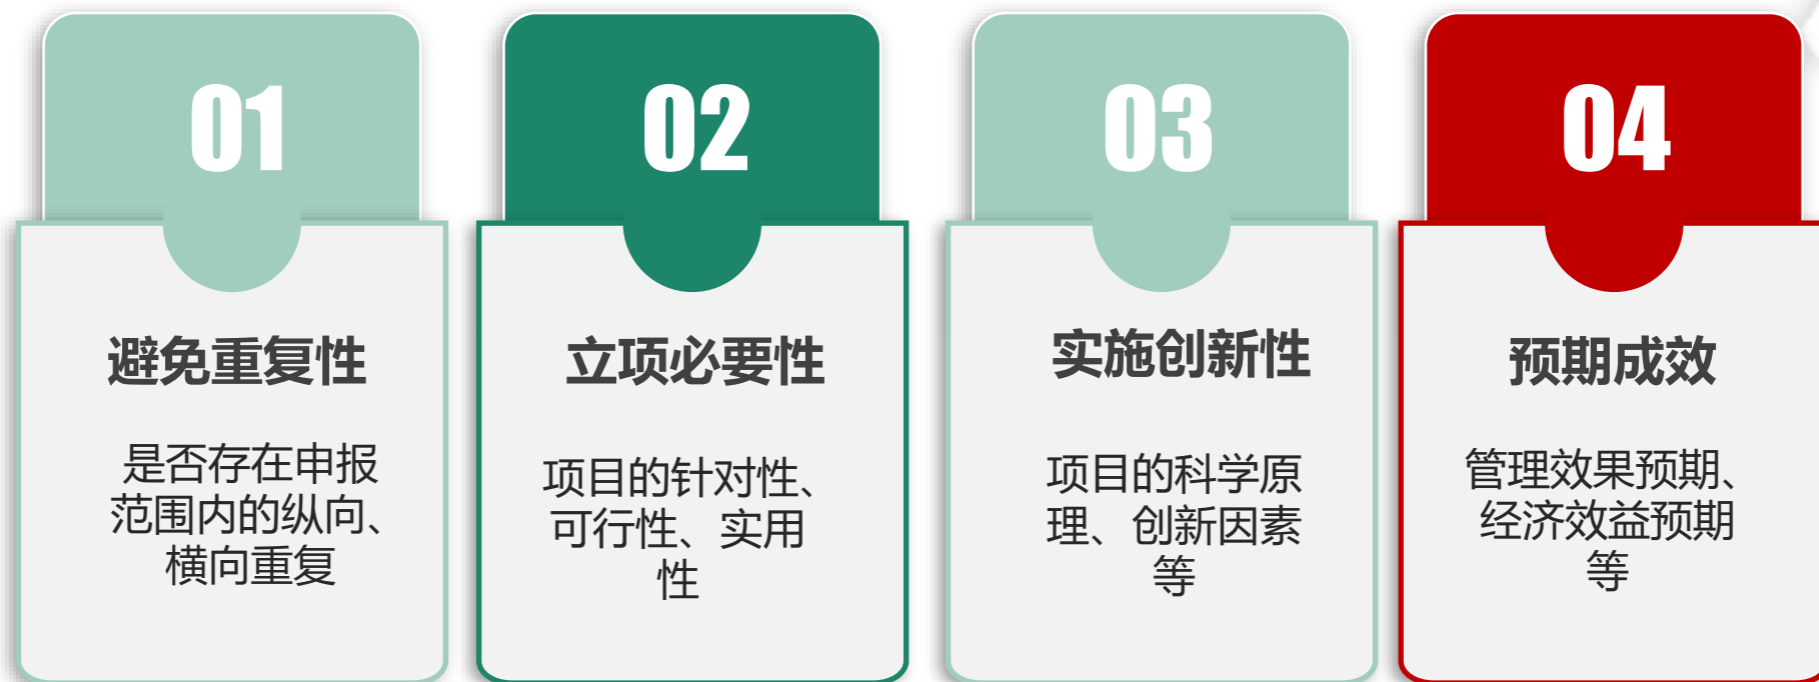 01
避免重复性
是否存在申报
范围内的纵向、
横向重复
02
立项必要性
项目的针对性、
可行性、实用
性
03
实施创新性
项目的科学原
理、创新因素
等
04
预期成效
管理效果预期、
经济效益预期
等